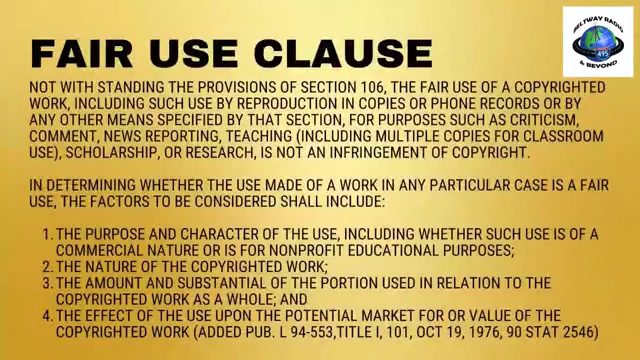 BELTWAY RADIO
495
& BEYOND
FAIR USE CLAUSE
NOT WITH STANDING THE PROVISIONS OF SECTION 106, THE FAIR USE OF A COPYRIGHTED
WORK, INCLUDING SUCH USE BY REPRODUCTION IN COPIES OR PHONE RECORDS OR BY
ANY OTHER MEANS SPECIFIED BY THAT SECTION, FOR PURPOSES SUCH AS CRITICISM,
COMMENT, NEWS REPORTING, TEACHING (INCLUDING MULTIPLE COPIES FOR CLASSROOM
USE), SCHOLARSHIP, OR RESEARCH, IS NOT AN INFRINGEMENT OF COPYRIGHT.
IN DETERMINING WHETHER THE USE MADE OF A WORK IN ANY PARTICULAR CASE IS A FAIR
USE, THE FACTORS TO BE CONSIDERED SHALL INCLUDE:
1. THE PURPOSE AND CHARACTER OF THE USE, INCLUDING WHETHER SUCH USE IS OF A
COMMERCIAL NATURE OR IS FOR NONPROFIT EDUCATIONAL PURPOSES;
2. THE NATURE OF THE COPYRIGHTED WORK;
3. THE AMOUNT AND SUBSTANTIAL OF THE PORTION USED IN RELATION TO THE
COPYRIGHTED WORK AS A WHOLE; AND
4. THE EFFECT OF THE USE UPON THE POTENTIAL MARKET FOR OR VALUE OF THE
COPYRIGHTED WORK (ADDED PUB. L 94-553,TITLE I, 101, OCT 19, 1976, 90 STAT 2546)